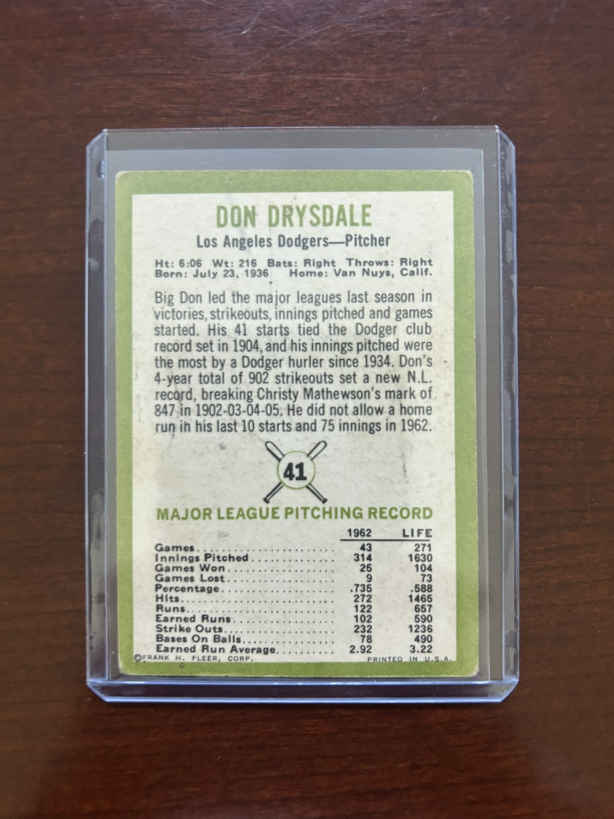 DON DRYSDALE
Los Angeles Dodgers—Pitcher
Ht: 6:06 Wt: 216 Bats: Right Throws: Right
Born: July 23, 1936 Home: Van Nuys, Calif.
Big Don led the major leagues last season in
victories, strikeouts, innings pitched and games
started. His 41 starts tied the Dodger club
record set in 1904, and his innings pitched were
the most by a Dodger hurler since 1934. Don's
4-year total of 902 strikeouts set a new N.L.
record, breaking Christy Mathewson's mark of
847 in 1902-03-04-05. He did not allow a home
run in his last 10 starts and 75 innings in 1962.
41
MAJOR LEAGUE PITCHING RECORD
1962 LIFE
Games 43 271
Innings Pitched 314 1630
Games Won 25 104
Games Lost 9 73
Percentage .735 .588
Hits 272 1465
Runs 122 657
Earned Runs 102 590
Strike Outs 232 1236
Bases On Balls 78 490
Earned Run Average 2.92 3.22
©FRANK H. FLEER, CORP. PRINTED IN U.S.A.